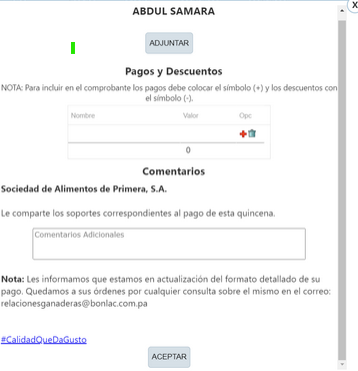 X
ABDUL SAMARA
ADJUNTAR
Pagos y Descuentos
NOTA: Para incluir en el comprobante los pagos debe colocar el símbolo (+) y los descuentos con
el símbolo (-).
Nombre Valor Opc
0
Comentarios
Sociedad de Alimentos de Primera, S.A.
Le comparte los soportes correspondientes al pago de esta quincena.
Comentarios Adicionales
Nota: Les informamos que estamos en actualización del formato detallado de su
pago. Quedamos a sus órdenes por cualquier consulta sobre el mismo en el correo:
relacionesganaderas@bonlac.com.pa
#CalidadQueDaGusto
ACEPTAR